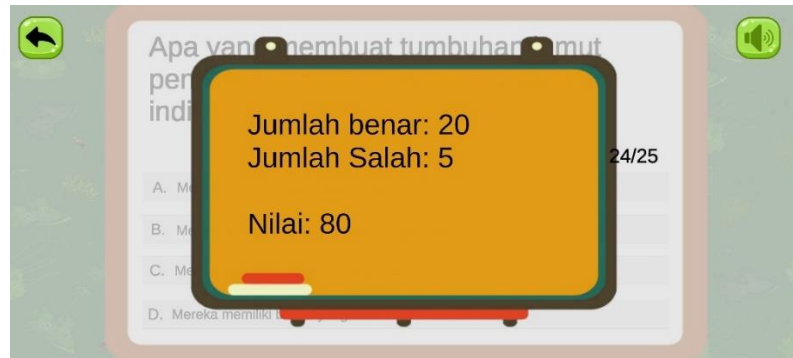 Apa yang membuat tumbuhan lumut
pen
indi
Jumlah benar: 20
Jumlah Salah: 5
24/25
Nilai: 80
A. Me
B. Me
C. Me
D. Mereka memiliki